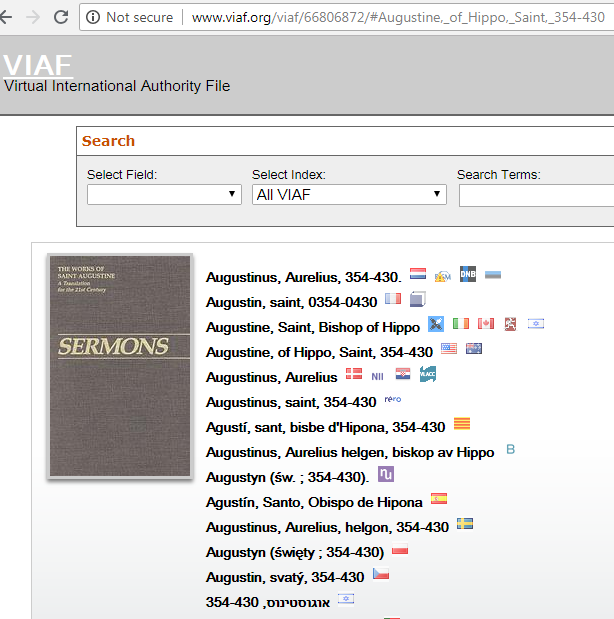 Not secure | www.viaf.org/viaf/66806872/#Augustine,_of_Hippo,_Saint,_354-430
VIAF
Virtual International Authority File
Search
Select Field:
Select Index:
Search Terms:
All VIAF
THE WORKS OF
SAINT AUGUSTINE
A Translation
for the 21st Century
SERMONS
Augustinus, Aurelius, 354-430. DNB
Augustin, saint, 0354-0430
Augustine, Saint, Bishop of Hippo
Augustine, of Hippo, Saint, 354-430
Augustinus, Aurelius NII VLACC
Augustinus, saint, 354-430 rero
Agustí, sant, bisbe d'Hipona, 354-430
Augustinus, Aurelius helgen, biskop av Hippo B
Augustyn (św. ; 354-430).
Agustín, Santo, Obispo de Hipona
Augustinus, Aurelius, helgon, 354-430
Augustyn (święty ; 354-430)
Augustin, svatý, 354-430
אוגוסטינוס, 354-430